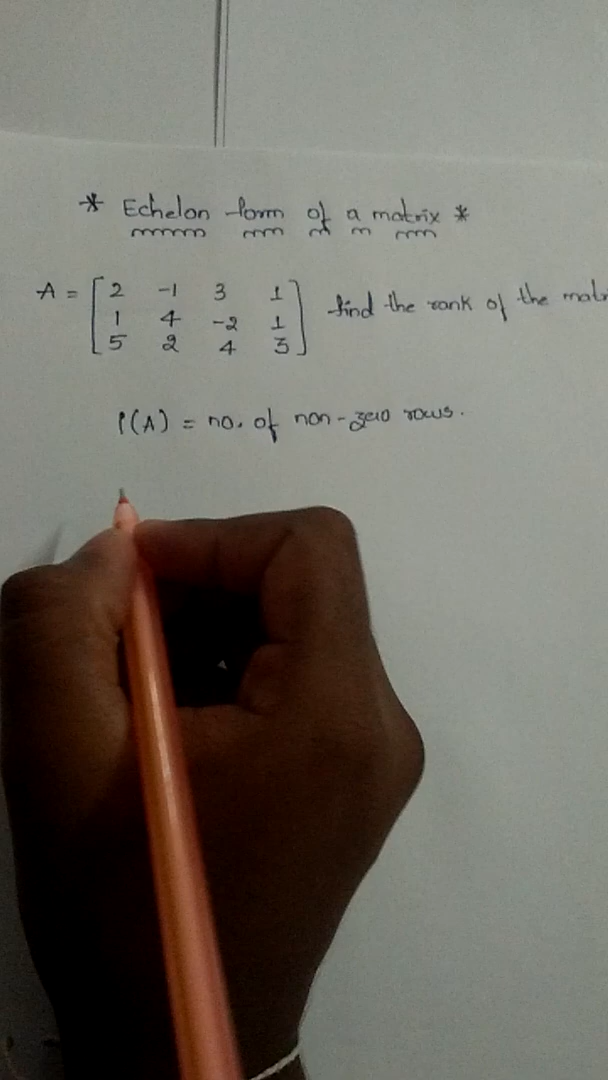 * Echelon form of a matrix *
A = [ 2 -1 3 1 ] find the rank of the
1 4 -2 1
5 2 4 3
ρ(A) = no. of non-zero rows.